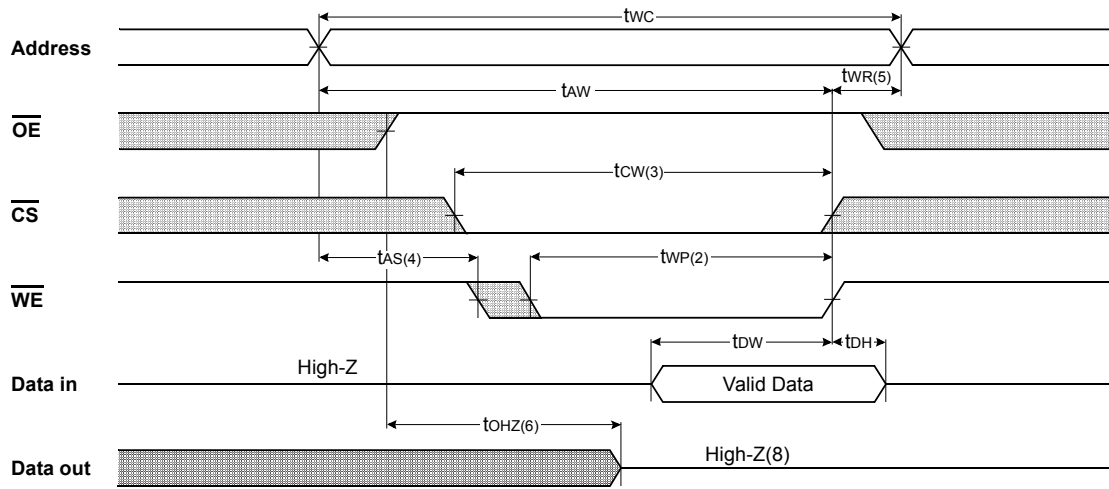 tWC
Address
tWR(5)
tAW
OE
tCW(3)
CS
tAS(4)
tWP(2)
WE
tDW
tDH
High-Z
Data in
Valid Data
tOHZ(6)
High-Z(8)
Data out